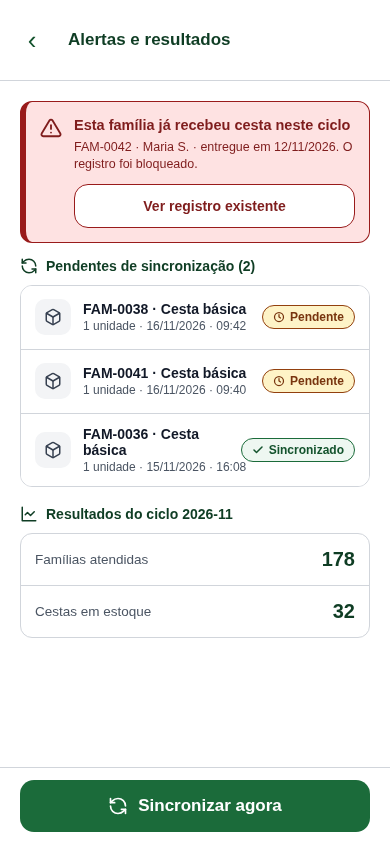 Alertas e resultados
Esta família já recebeu cesta neste ciclo
FAM-0042 · Maria S. · entregue em 12/11/2026. O
registro foi bloqueado.
Ver registro existente
Pendentes de sincronização (2)
FAM-0038 · Cesta básica
1 unidade · 16/11/2026 · 09:42
Pendente
FAM-0041 · Cesta básica
1 unidade · 16/11/2026 · 09:40
Pendente
FAM-0036 · Cesta
básica
1 unidade · 15/11/2026 · 16:08
Sincronizado
Resultados do ciclo 2026-11
Famílias atendidas 178
Cestas em estoque 32
Sincronizar agora